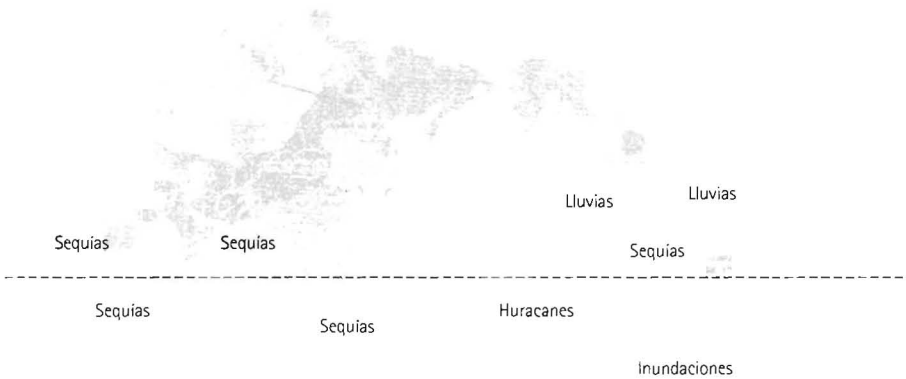 Lluvias
Lluvias
Sequías
Sequías
Sequías
Sequías
Sequías
Huracanes
Inundaciones